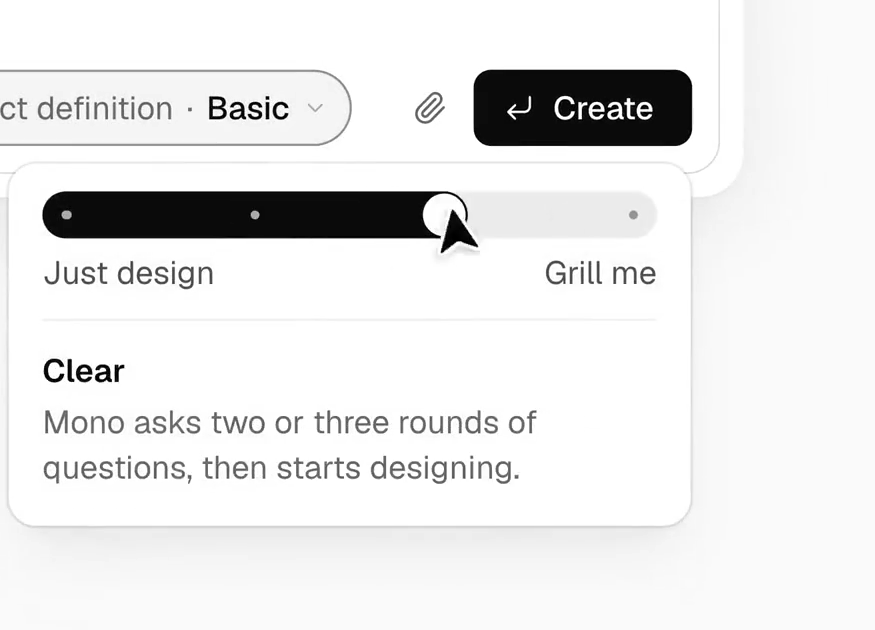 ct definition · Basic
Create
Just design
Grill me
Clear
Mono asks two or three rounds of
questions, then starts designing.